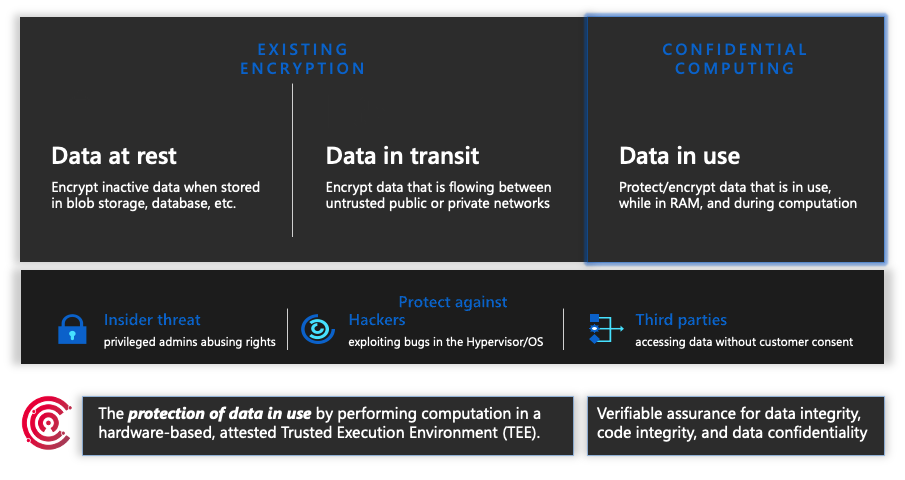 EXISTING
ENCRYPTION
CONFIDENTIAL
COMPUTING
Data at rest
Encrypt inactive data when stored
in blob storage, database, etc.
Data in transit
Encrypt data that is flowing between
untrusted public or private networks
Data in use
Protect/encrypt data that is in use,
while in RAM, and during computation
Protect against
Insider threat
privileged admins abusing rights
Hackers
exploiting bugs in the Hypervisor/OS
Third parties
accessing data without customer consent
The protection of data in use by performing computation in a
hardware-based, attested Trusted Execution Environment (TEE).
Verifiable assurance for data integrity,
code integrity, and data confidentiality